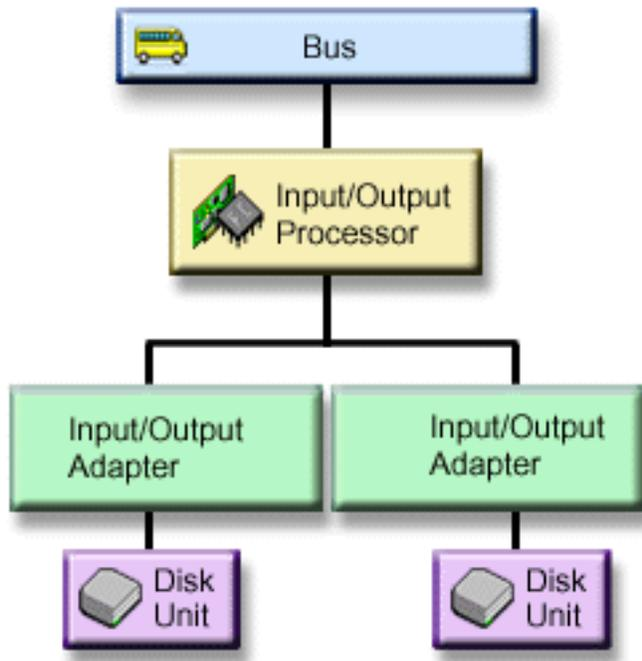 Bus
Input/Output
Processor
Input/Output
Adapter
Input/Output
Adapter
Disk
Unit
Disk
Unit